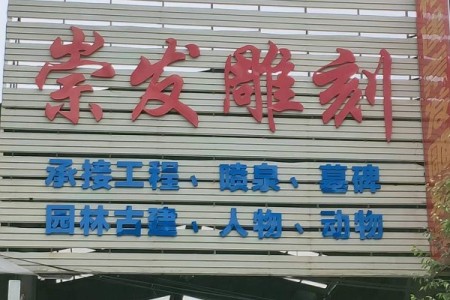 崇发雕刻
承接工程、陵泉、墓碑
园林古建、人物、动物